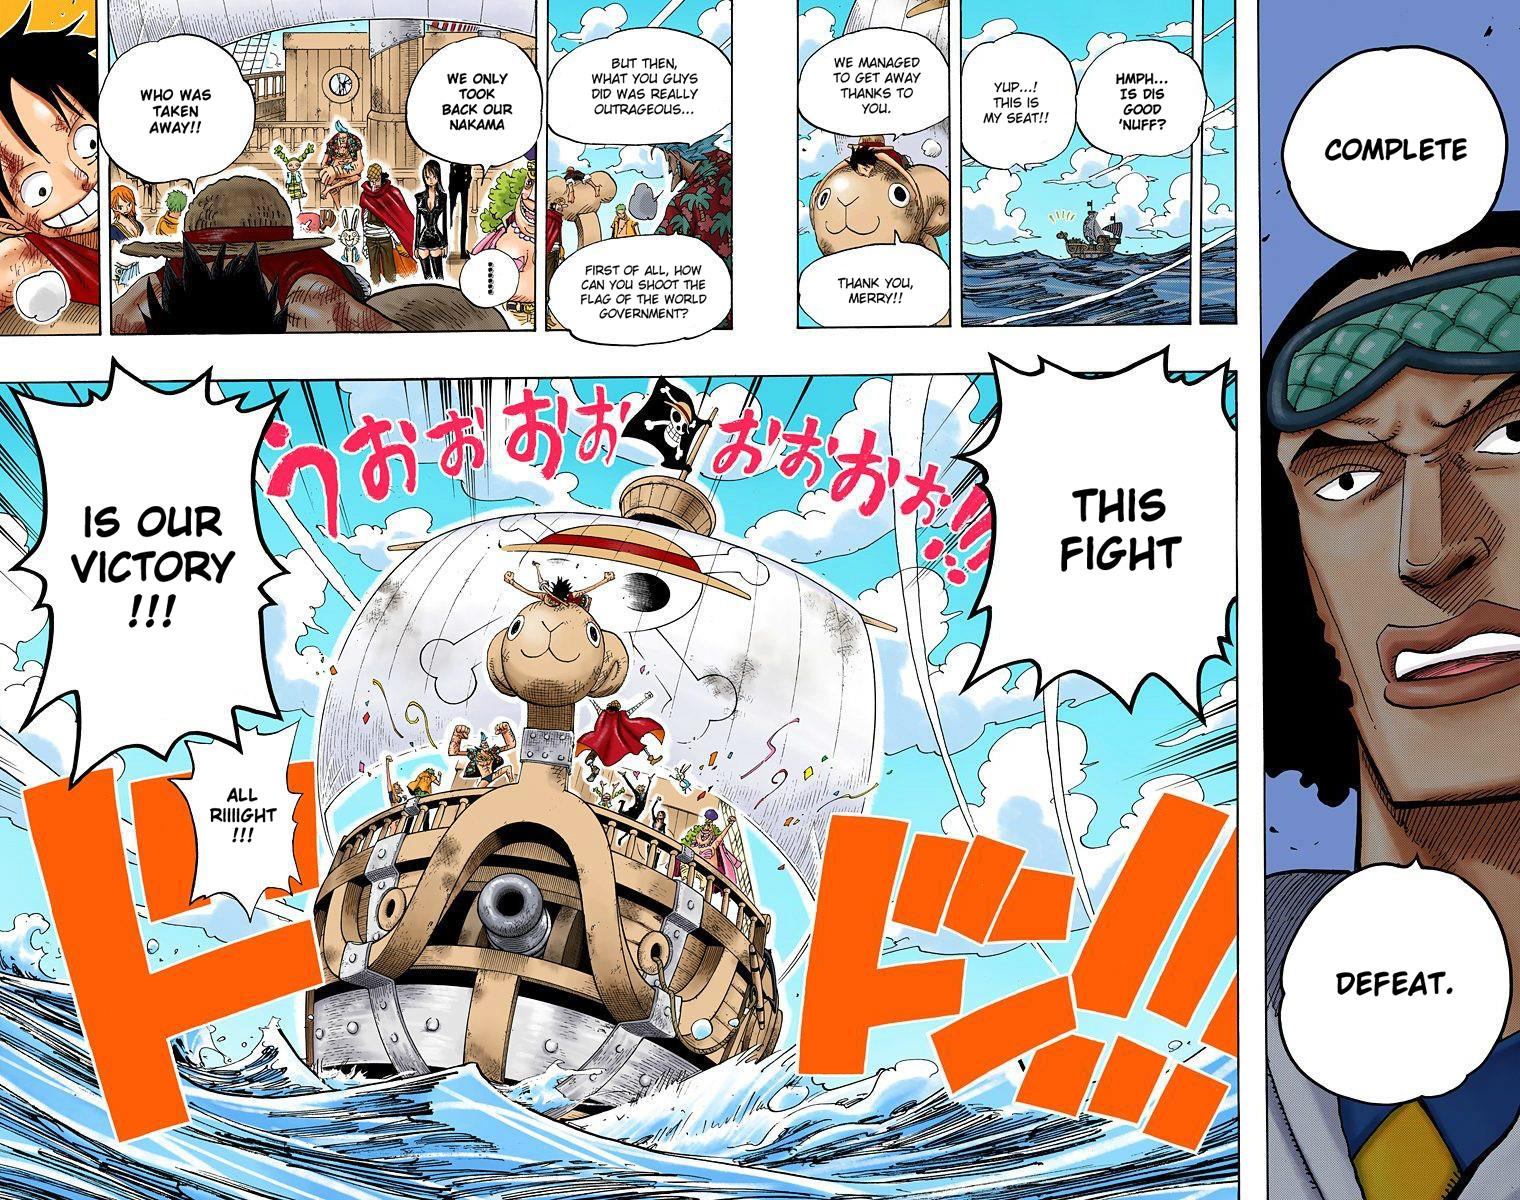 COMPLETE
DEFEAT.
HMPH...
IS DIS
GOOD
'NUFF?
YUP...!
THIS IS
MY SEAT!!
WE MANAGED
TO GET AWAY
THANKS TO
YOU.
THANK YOU,
MERRY!!
BUT THEN,
WHAT YOU GUYS
DID WAS REALLY
OUTRAGEOUS...
FIRST OF ALL, HOW
CAN YOU SHOOT THE
FLAG OF THE WORLD
GOVERNMENT?
WE ONLY
TOOK
BACK OUR
NAKAMA
......
WHO WAS
TAKEN
AWAY!!
THIS
FIGHT
うおおおおおおおお!!
IS OUR
VICTORY
!!!
ALL
RIIIIGHT
!!!
ドドン!!